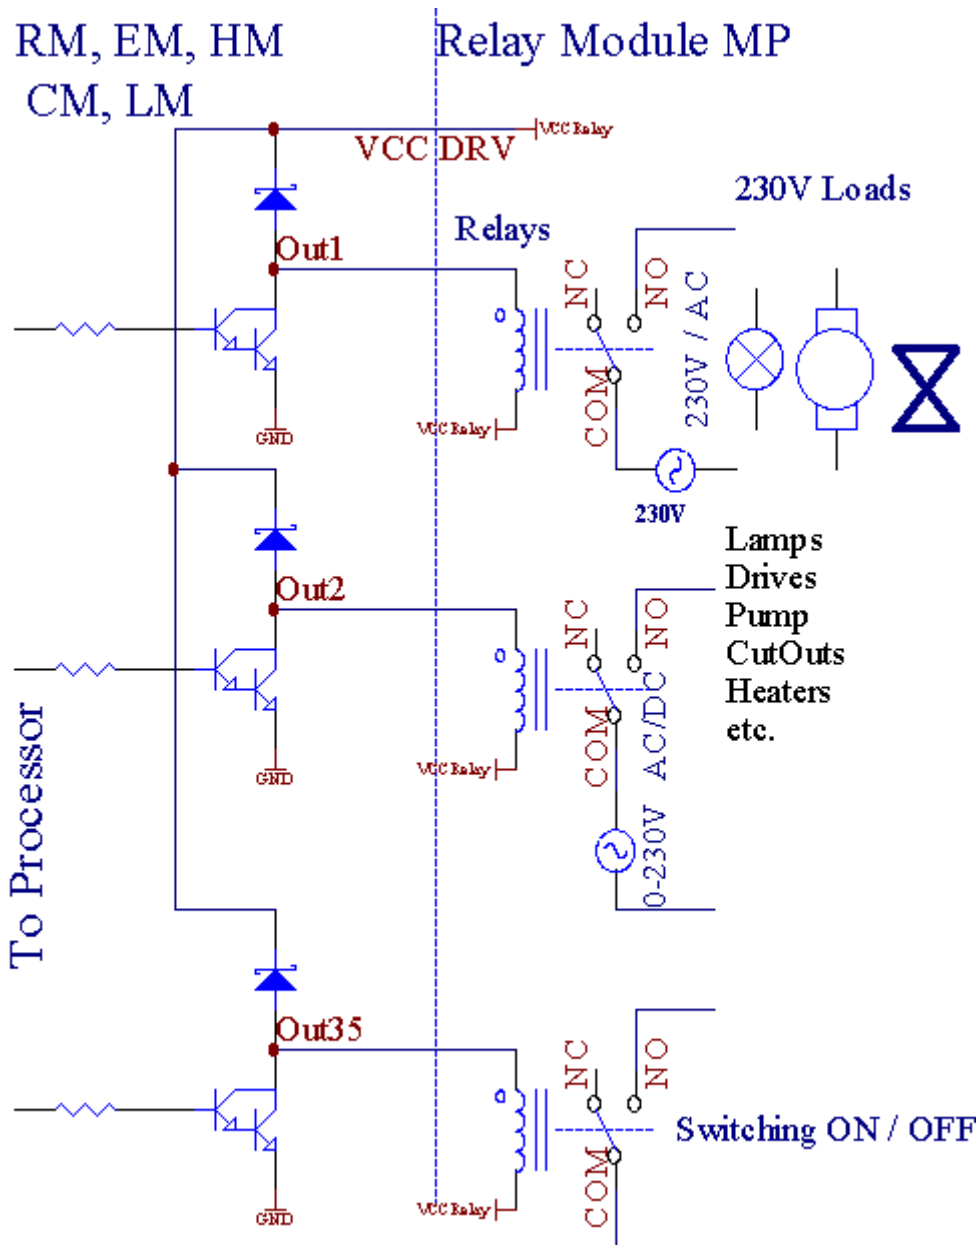 RM, EM, HM
CM, LM
Relay Module MP
VCC DRV
VCC Relay
230V Loads
Relays
Out1
NC
NO
COM
230V / AC
GND
VCC Relay
230V
Lamps
Drives
Pump
CutOuts
Heaters
etc.
Out2
NC
NO
COM
0-230V AC/DC
GND
VCC Relay
To Processor
Out35
NC
NO
COM
Switching ON / OFF
GND
VCC Relay